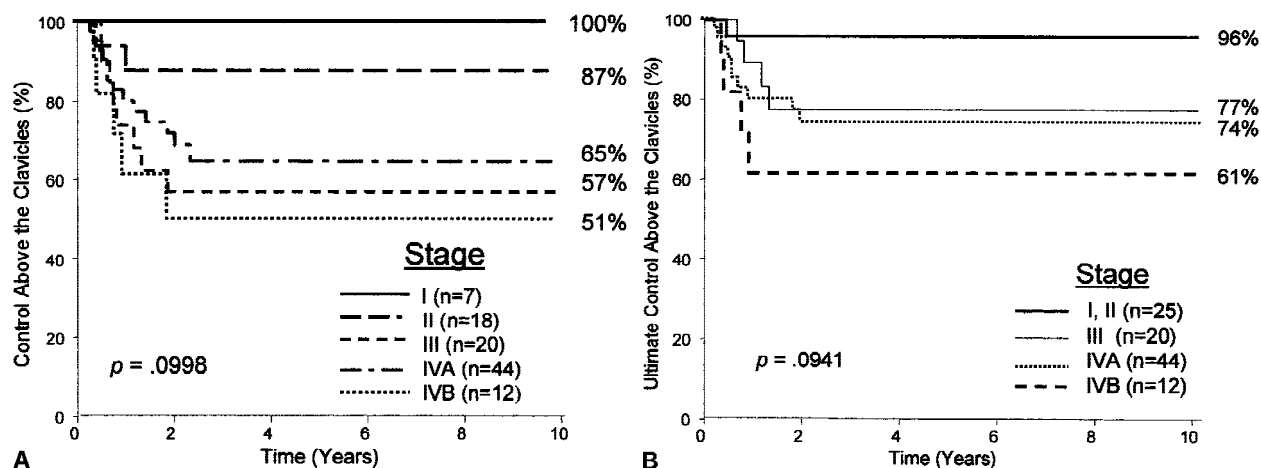 Control Above the Clavicles (%)
100
80
60
40
20
0
100%
87%
65%
57%
51%
Stage
I (n=7)
II (n=18)
III (n=20)
IVA (n=44)
IVB (n=12)
p = .0998
0 2 4 6 8 10
Time (Years)
A
Ultimate Control Above the Clavicles (%)
100
80
60
40
20
0
96%
77%
74%
61%
Stage
I, II (n=25)
III (n=20)
IVA (n=44)
IVB (n=12)
p = .0941
0 2 4 6 8 10
Time (Years)
B